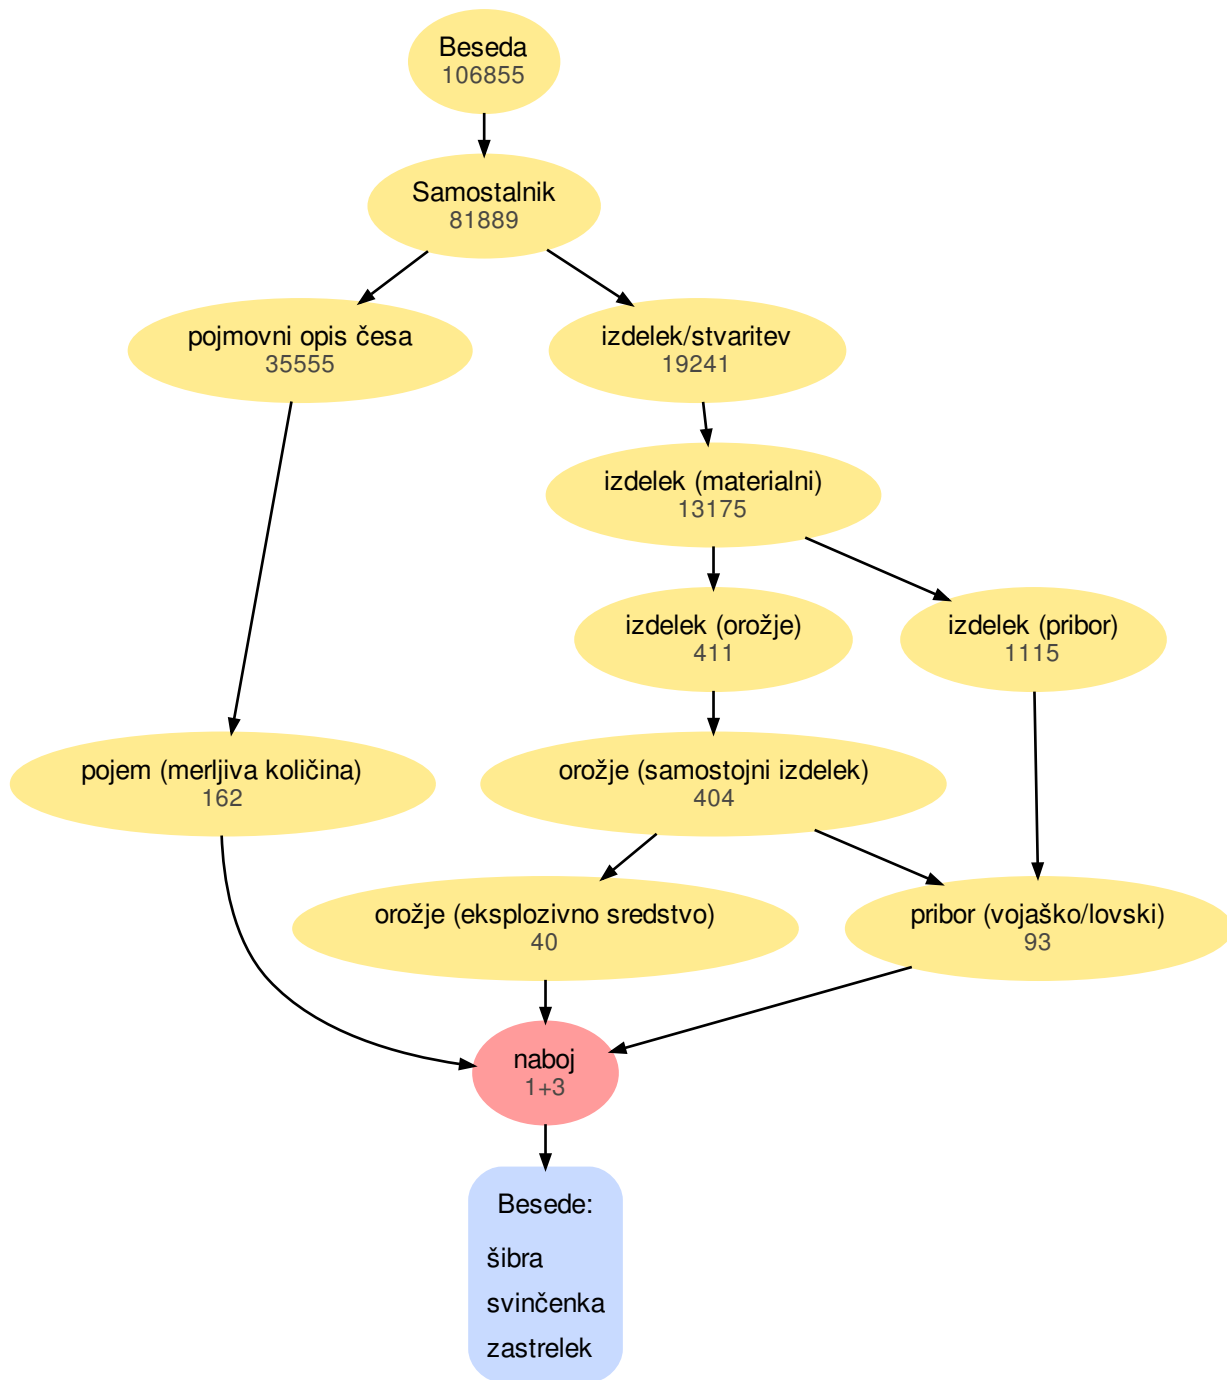 Beseda
106855
Samostalnik
81889
pojmovni opis česa
35555
izdelek/stvaritev
19241
izdelek (materialni)
13175
izdelek (orožje)
411
izdelek (pribor)
1115
pojem (merljiva količina)
162
orožje (samostojni izdelek)
404
orožje (eksplozivno sredstvo)
40
pribor (vojaško/lovski)
93
naboj
1+3
Besede:
šibra
svinčenka
zastrelek